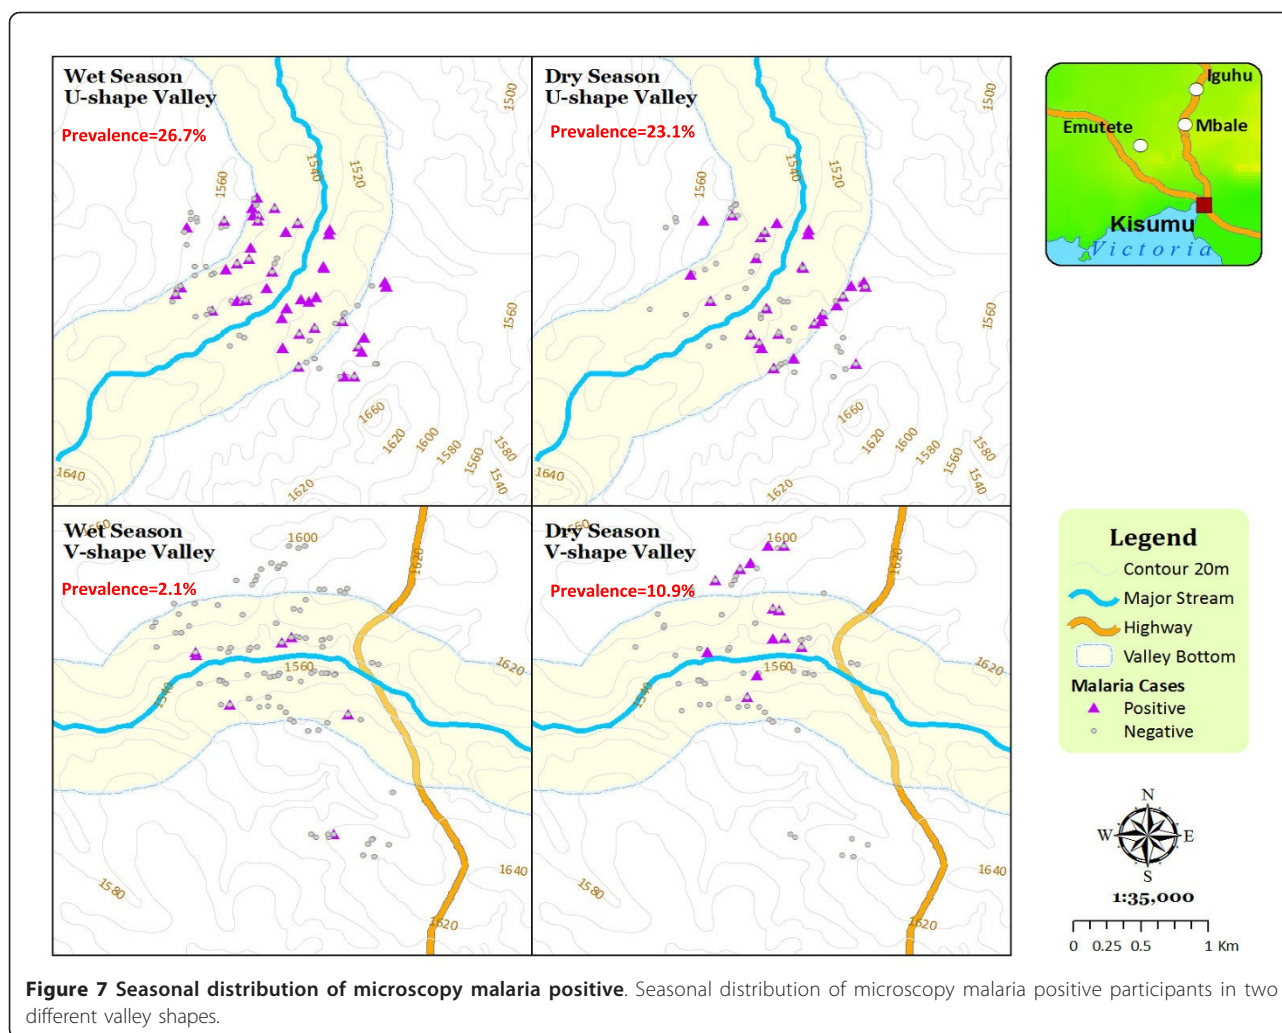 Wet Season
U-shape Valley
Prevalence=26.7%
1500
1540
1520
1560
1560
1660
1620
1600
1580
1560
1580
1540
1640
1620
Dry Season
U-shape Valley
Prevalence=23.1%
1500
1540
1520
1560
1560
1660
1620
1600
1580
1560
1580
1540
1640
1620
Wet Season
V-shape Valley
Prevalence=2.1%
1560
1600
1620
1560
1540
1620
1580
1640
1620
Dry Season
V-shape Valley
Prevalence=10.9%
1560
1600
1620
1560
1540
1620
1580
1640
1620
Iguhu
Emutete
Mbale
Kisumu
Victoria
Legend
Contour 20m
Major Stream
Highway
Valley Bottom
Malaria Cases
Positive
Negative
N
W E
S
1:35,000
0 0.25 0.5 1 Km
Figure 7 Seasonal distribution of microscopy malaria positive. Seasonal distribution of microscopy malaria positive participants in two
different valley shapes.